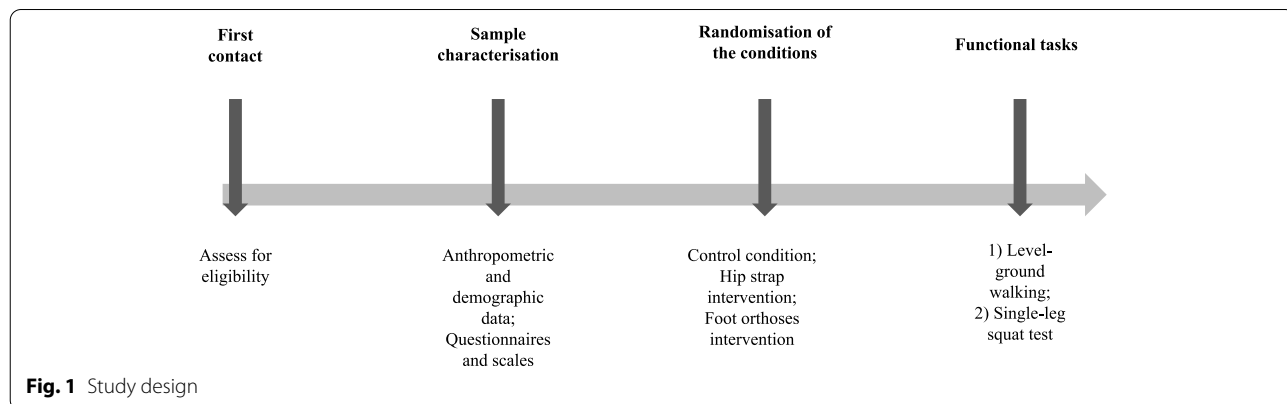 First
contact
Sample
characterisation
Randomisation of
the conditions
Functional tasks
Assess for
eligibility
Anthropometric
and
demographic
data;
Questionnaires
and scales
Control condition;
Hip strap
intervention;
Foot orthoses
intervention
1) Level-
ground
walking;
2) Single-leg
squat test
Fig. 1 Study design